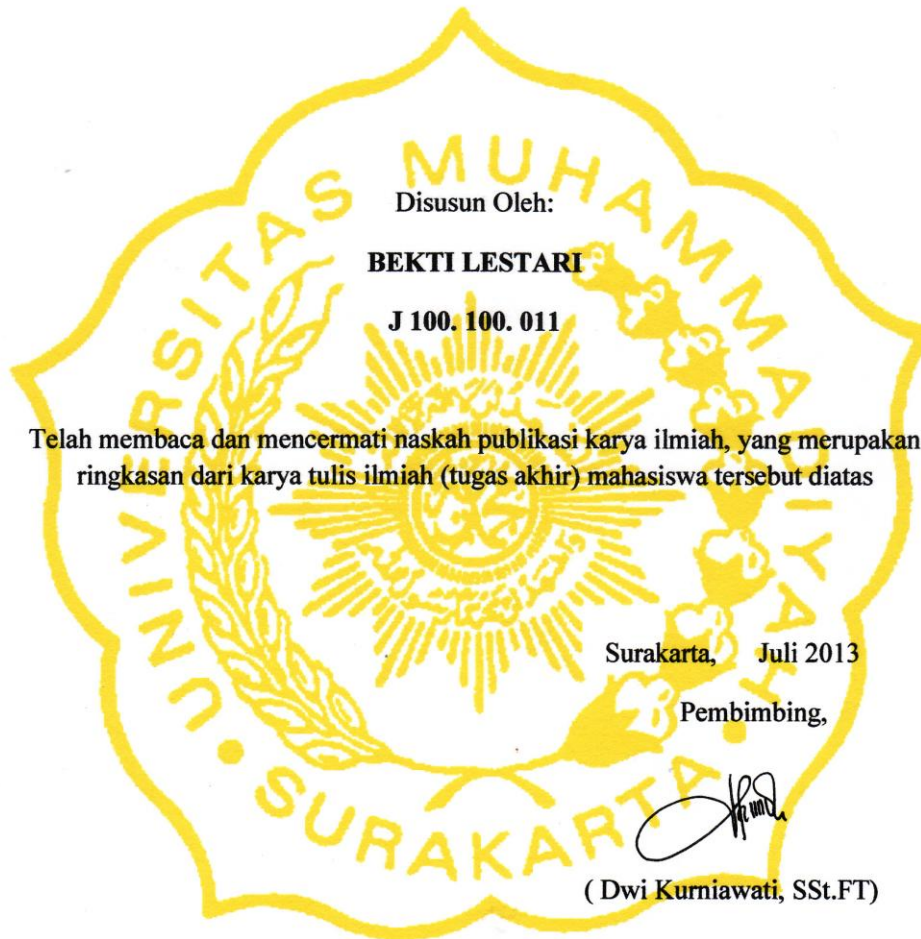 UNIVERSITAS MUHAMMADIYAH
SURAKARTA
Disusun Oleh:
BEKTI LESTARI
J 100. 100. 011
Telah membaca dan mencermati naskah publikasi karya ilmiah, yang merupakan
ringkasan dari karya tulis ilmiah (tugas akhir) mahasiswa tersebut diatas
Surakarta, Juli 2013
Pembimbing,
( Dwi Kurniawati, SSt.FT)